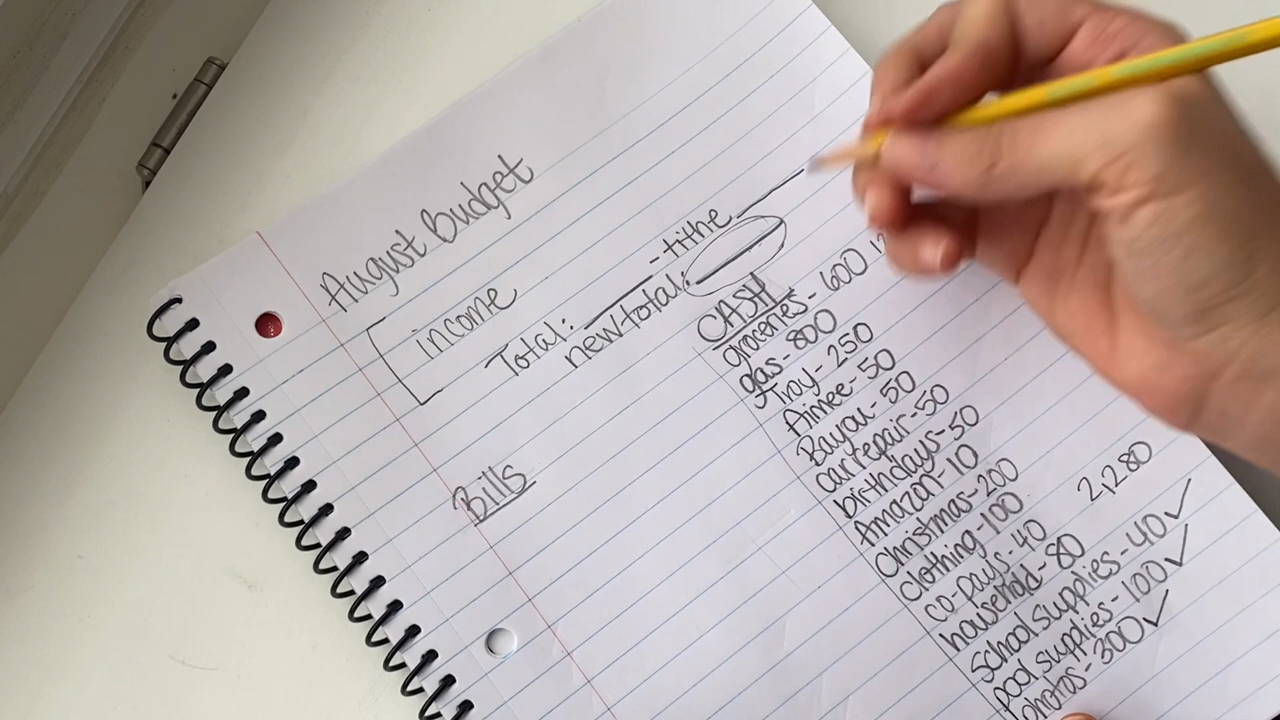 August Budget
income
Total: -tithe
new total:
CASH
groceries-600
gas-800
Troy-250
Aimee-50
Bayou-50
car repair-50
birthdays-50
Amazon-10
Christmas-200
clothing-100
co-pays-40
household-80
2,280
school supplies-40✓
pool supplies-100✓
photos-300✓
Bills